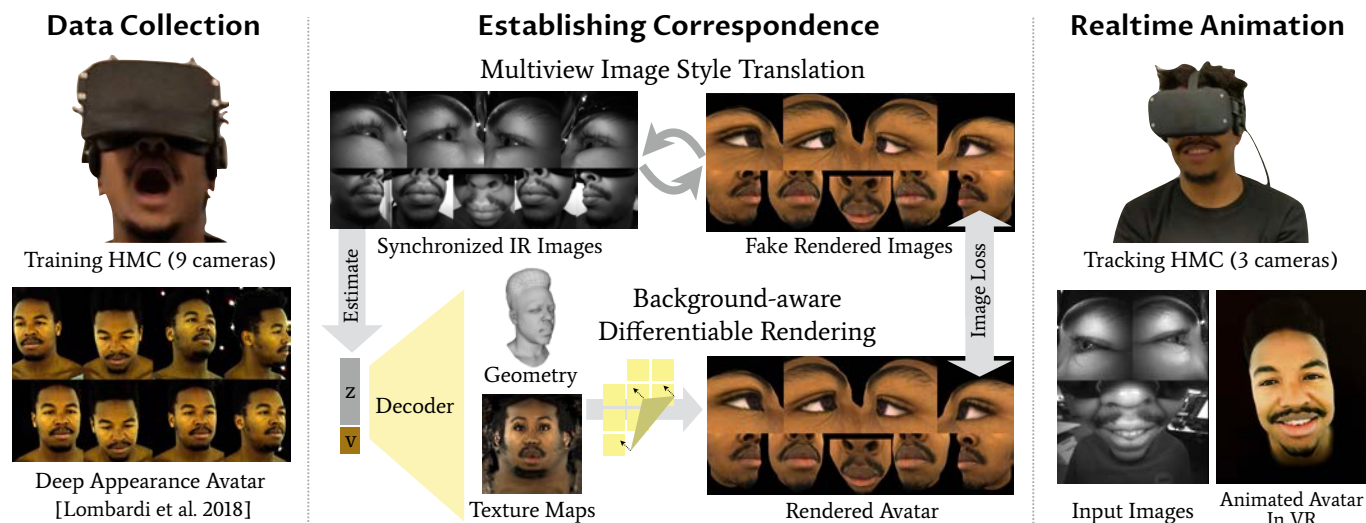 Data Collection
Training HMC (9 cameras)
Deep Appearance Avatar
[Lombardi et al. 2018]
Establishing Correspondence
Multiview Image Style Translation
Synchronized IR Images
Fake Rendered Images
Estimate
Image Loss
Background-aware
Differentiable Rendering
z
v
Decoder
Geometry
Texture Maps
Rendered Avatar
Realtime Animation
Tracking HMC (3 cameras)
Input Images
Animated Avatar
In VR